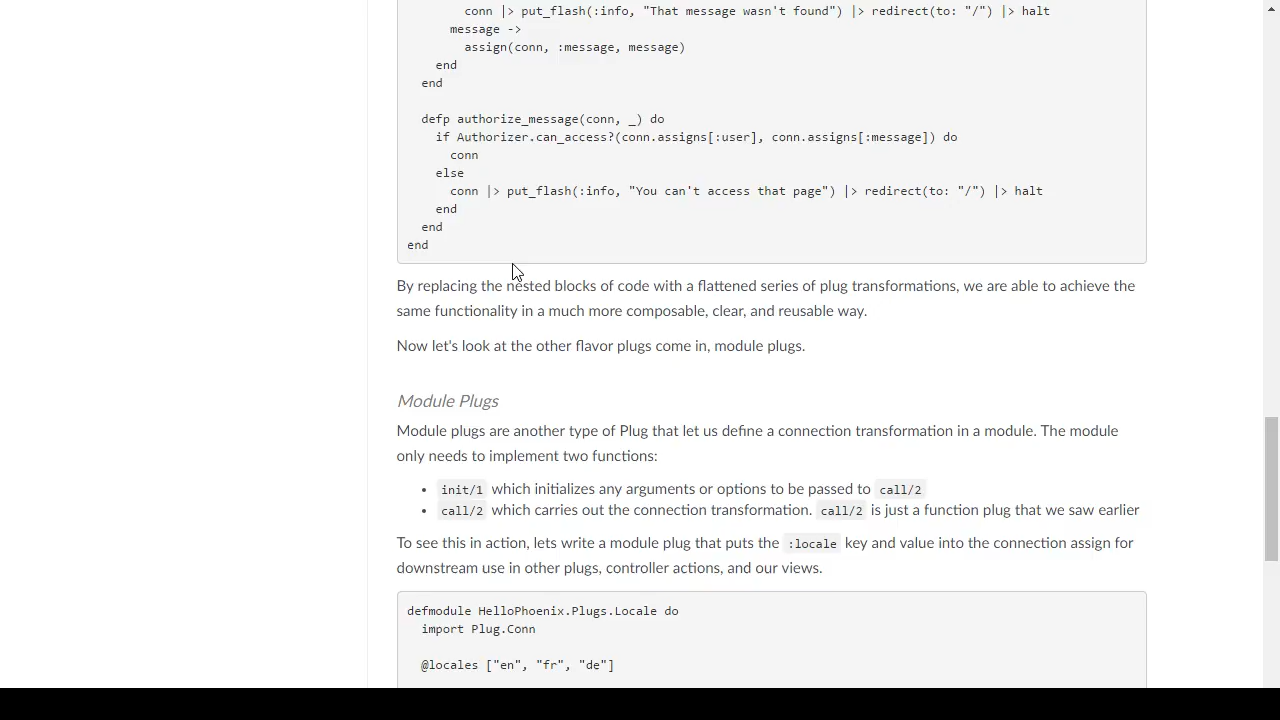 conn |> put_flash(:info, "That message wasn't found") |> redirect(to: "/") |> halt
message ->
assign(conn, :message, message)
end
end
defp authorize_message(conn, _) do
if Authorizer.can_access?(conn.assigns[:user], conn.assigns[:message]) do
conn
else
conn |> put_flash(:info, "You can't access that page") |> redirect(to: "/") |> halt
end
end
end
By replacing the nested blocks of code with a flattened series of plug transformations, we are able to achieve the
same functionality in a much more composable, clear, and reusable way.
Now let's look at the other flavor plugs come in, module plugs.
Module Plugs
Module plugs are another type of Plug that let us define a connection transformation in a module. The module
only needs to implement two functions:
• init/1 which initializes any arguments or options to be passed to call/2
• call/2 which carries out the connection transformation. call/2 is just a function plug that we saw earlier
To see this in action, lets write a module plug that puts the :locale key and value into the connection assign for
downstream use in other plugs, controller actions, and our views.
defmodule HelloPhoenix.Plugs.Locale do
import Plug.Conn
@locales ["en", "fr", "de"]